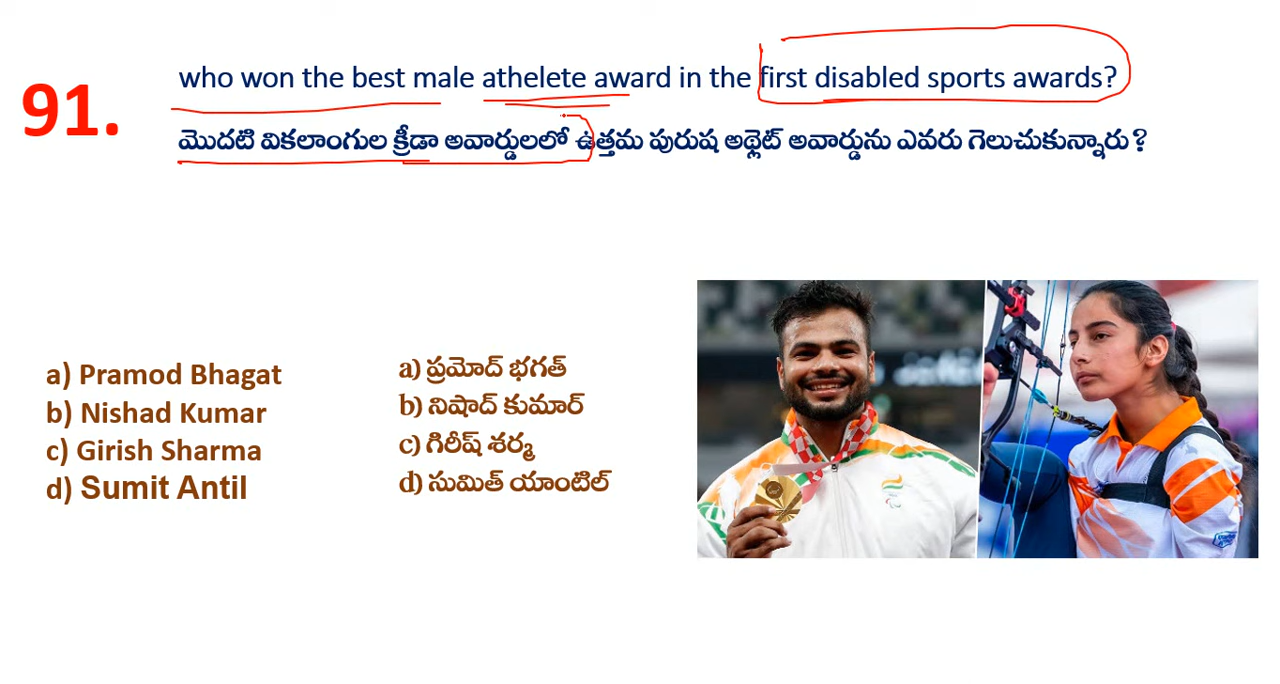 91.
who won the best male athelete award in the first disabled sports awards?
మొదటి వికలాంగుల క్రీడా అవార్డులలో ఉత్తమ పురుష అథ్లెట్ అవార్డును ఎవరు గెలుచుకున్నారు?
a) Pramod Bhagat
b) Nishad Kumar
c) Girish Sharma
d) Sumit Antil
a) ప్రమోద్ భగత్
b) నిషాద్ కుమార్
c) గిరీష్ శర్మ
d) సుమిత్ యాంటిల్